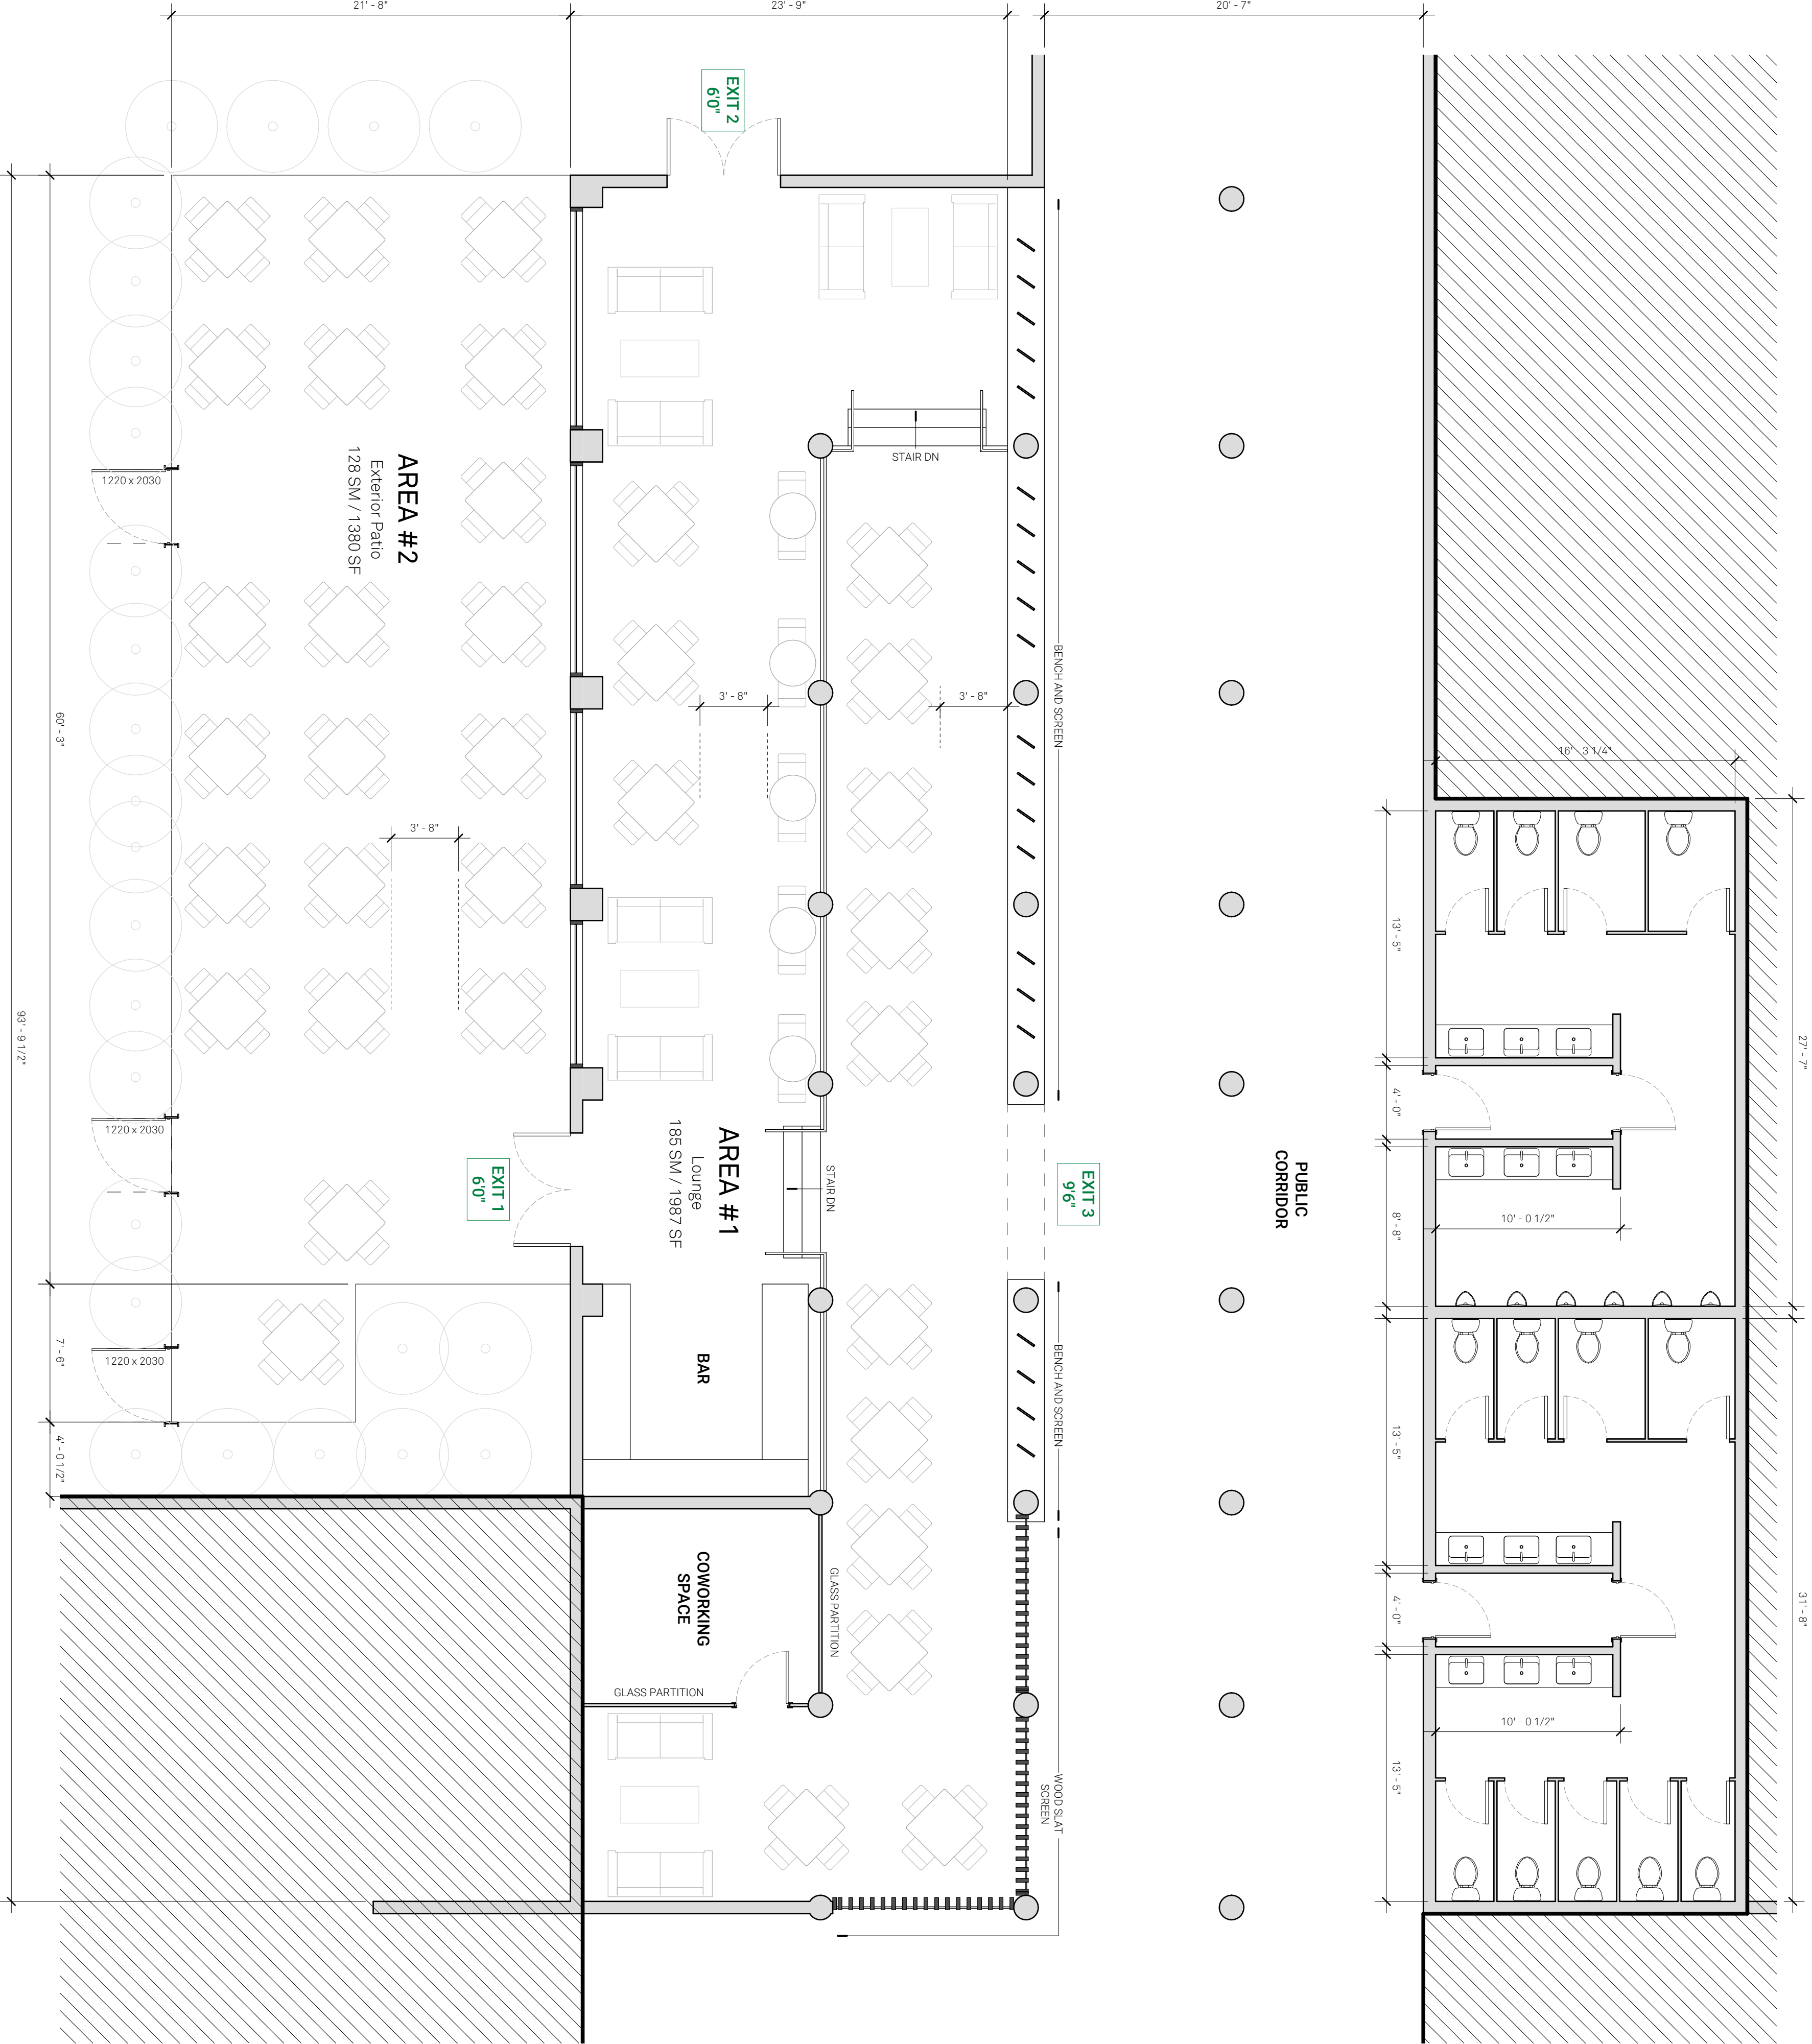 21' - 8"
23' - 9"
20' - 7"
EXIT 2
6'0"
STAIR DN
AREA #2
Exterior Patio
128 SM / 1380 SF
1220 x 2030
BENCH AND SCREEN
3' - 8"
3' - 8"
60' - 3"
16' - 3 1/4"
3' - 8"
13' - 5"
93' - 9 1/2"
27' - 7"
4' - 0"
1220 x 2030
AREA #1
Lounge
185 SM / 1987 SF
EXIT 1
6'0"
STAIR DN
EXIT 3
9'6"
PUBLIC
CORRIDOR
8' - 8"
10' - 0 1/2"
7' - 6"
1220 x 2030
BAR
BENCH AND SCREEN
4' - 0 1/2"
13' - 5"
COWORKING
SPACE
GLASS PARTITION
4' - 0"
31' - 8"
GLASS PARTITION
10' - 0 1/2"
WOOD SLAT
SCREEN
13' - 5"